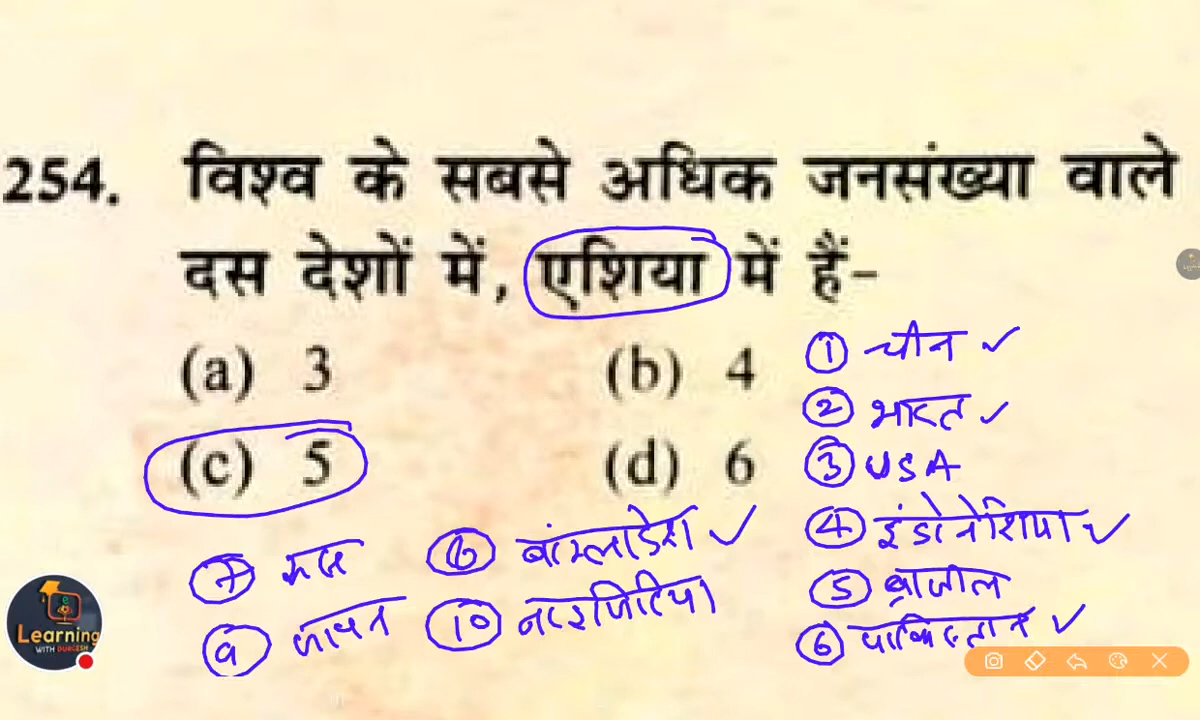 254. विश्व के सबसे अधिक जनसंख्या वाले
दस देशों में, एशिया में हैं–
(a) 3 (b) 4
(c) 5 (d) 6
① चीन ✓
② भारत ✓
③ USA
④ इंडोनेशिया ✓
⑤ ब्राजील
⑥ पाकिस्तान ✓
⑦ रूस
⑥ बांग्लादेश ✓
⑨
⑩ नाइजिरिया
Learning
WITH DURGESH